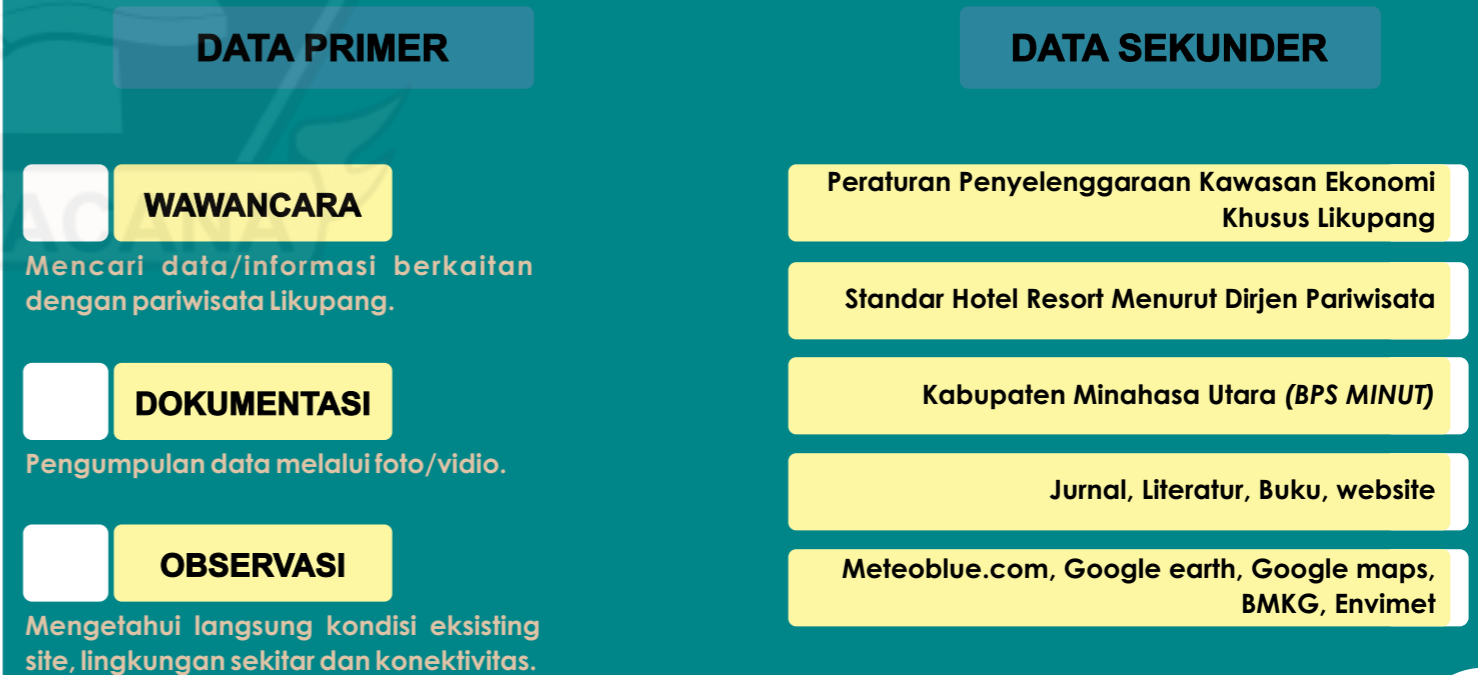 DATA PRIMER
WAWANCARA
Mencari data/informasi berkaitan
dengan pariwisata Likupang.
DOKUMENTASI
Pengumpulan data melalui foto/vidio.
OBSERVASI
Mengetahui langsung kondisi eksisting
site, lingkungan sekitar dan konektivitas.
DATA SEKUNDER
Peraturan Penyelenggaraan Kawasan Ekonomi
Khusus Likupang
Standar Hotel Resort Menurut Dirjen Pariwisata
Kabupaten Minahasa Utara (BPS MINUT)
Jurnal, Literatur, Buku, website
Meteoblue.com, Google earth, Google maps,
BMKG, Envimet